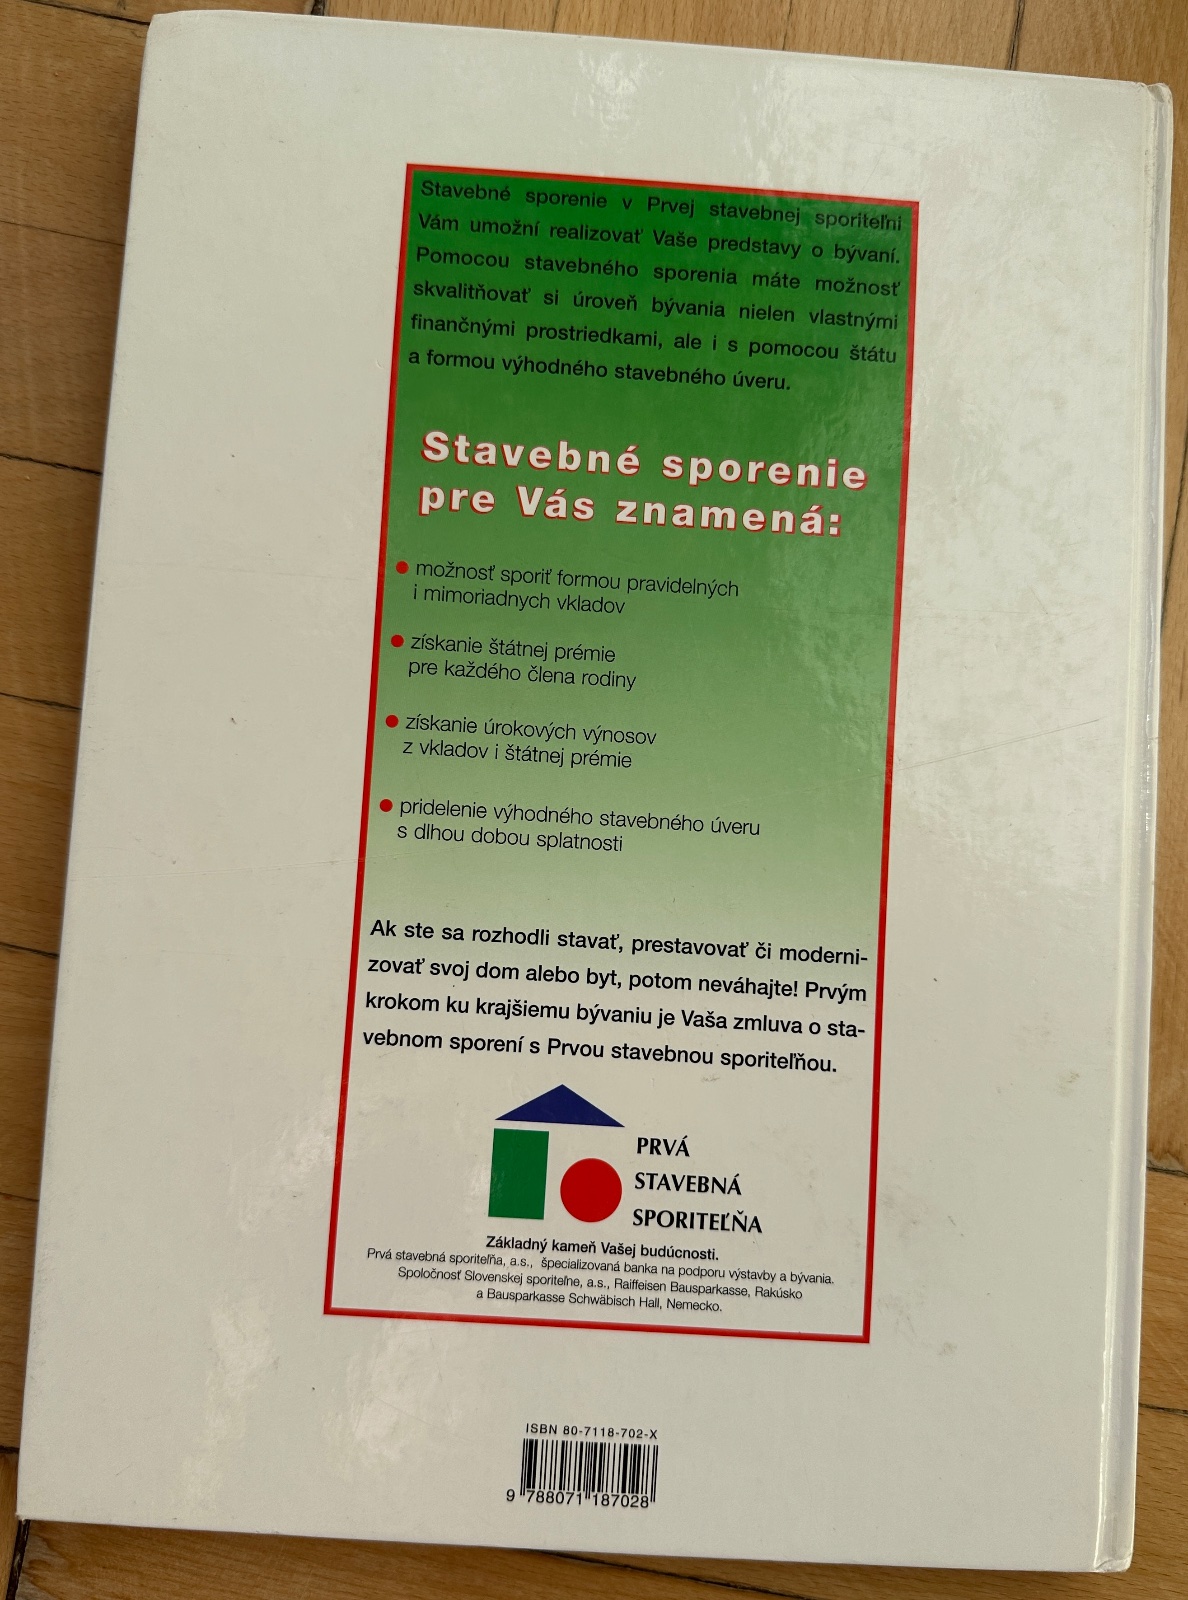 Stavebné sporenie v Prvej stavebnej sporiteľni
Vám umožní realizovať Vaše predstavy o bývaní.
Pomocou stavebného sporenia máte možnosť
skvalitňovať si úroveň bývania nielen vlastnými
finančnými prostriedkami, ale i s pomocou štátu
a formou výhodného stavebného úveru.
Stavebné sporenie
pre Vás znamená:
● možnosť sporiť formou pravidelných
i mimoriadnych vkladov
● získanie štátnej prémie
pre každého člena rodiny
● získanie úrokových výnosov
z vkladov i štátnej prémie
● pridelenie výhodného stavebného úveru
s dlhou dobou splatnosti
Ak ste sa rozhodli stavať, prestavovať či moderni-
zovať svoj dom alebo byt, potom neváhajte! Prvým
krokom ku krajšiemu bývaniu je Vaša zmluva o sta-
vebnom sporení s Prvou stavebnou sporiteľňou.
PRVÁ
STAVEBNÁ
SPORITEĽŇA
Základný kameň Vašej budúcnosti.
Prvá stavebná sporiteľňa, a.s., špecializovaná banka na podporu výstavby a bývania.
Spoločnosť Slovenskej sporiteľne, a.s., Raiffeisen Bausparkasse, Rakúsko
a Bausparkasse Schwäbisch Hall, Nemecko.
ISBN 80-7118-702-X
9 788071 187028